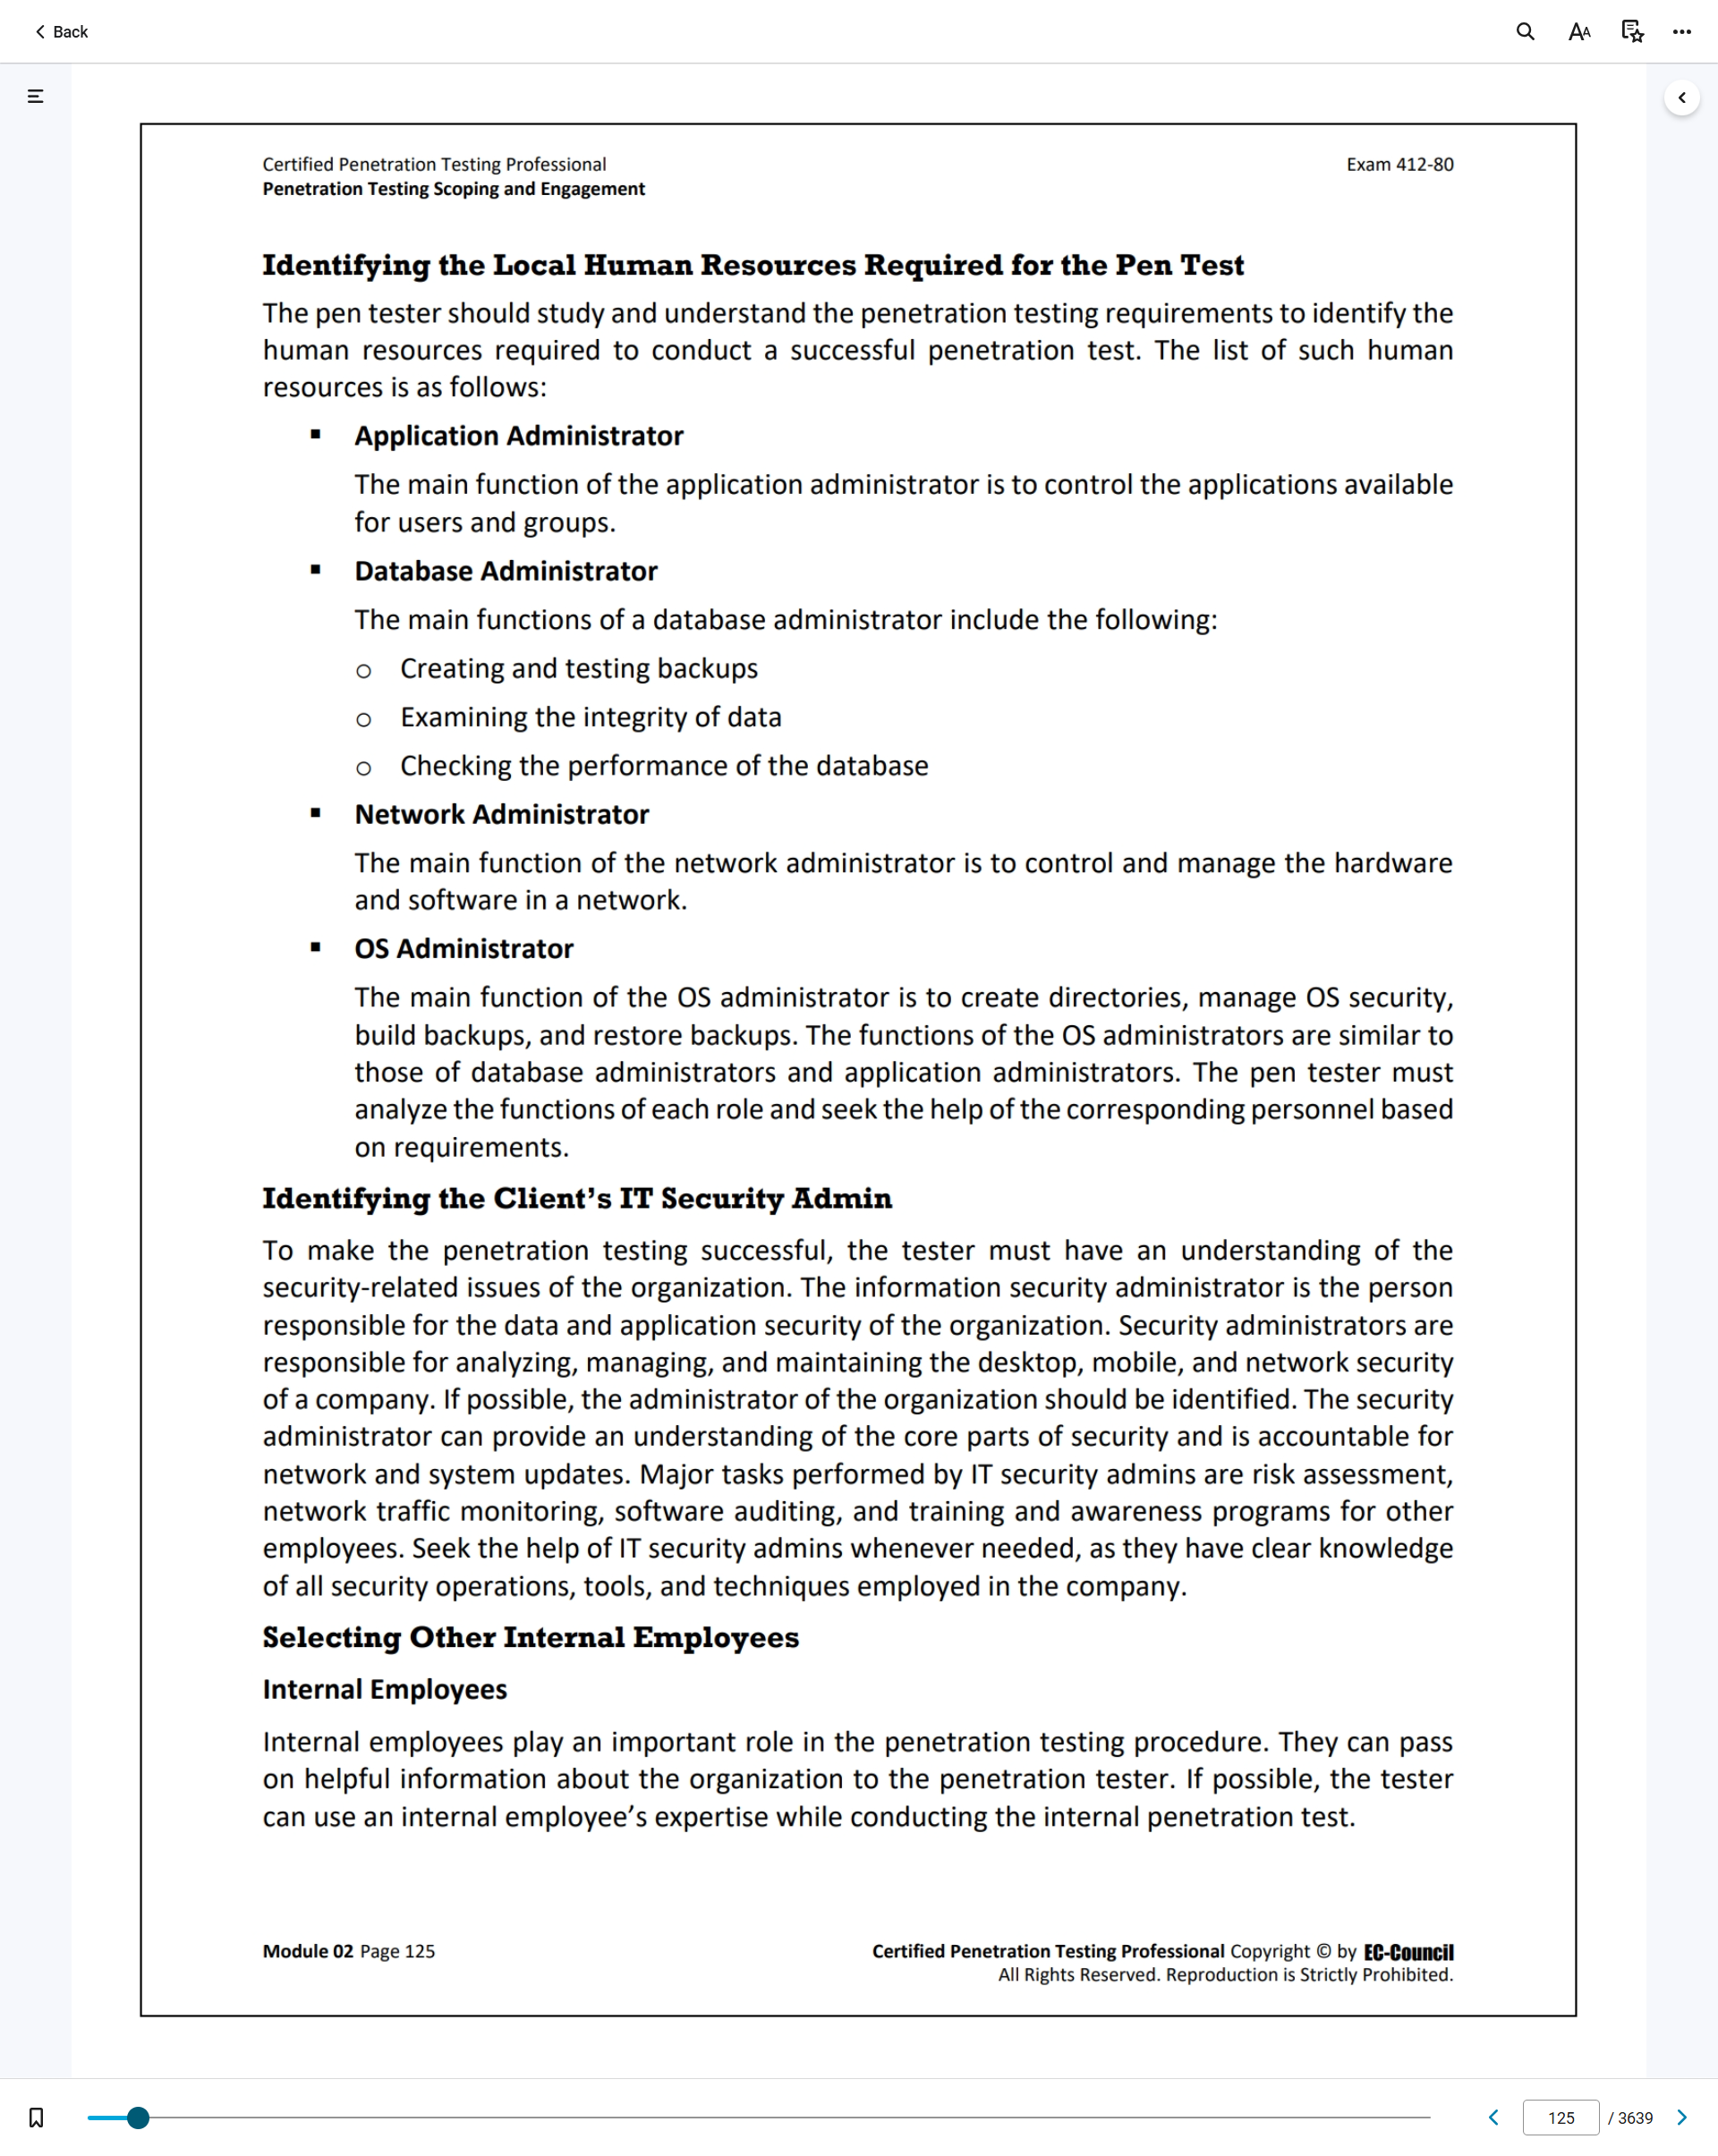 Back
Certified Penetration Testing Professional
Exam 412-80
Penetration Testing Scoping and Engagement
Identifying the Local Human Resources Required for the Pen Test
The pen tester should study and understand the penetration testing requirements to identify the
human resources required to conduct a successful penetration test. The list of such human
resources is as follows:
▪ Application Administrator
The main function of the application administrator is to control the applications available
for users and groups.
▪ Database Administrator
The main functions of a database administrator include the following:
o Creating and testing backups
o Examining the integrity of data
o Checking the performance of the database
▪ Network Administrator
The main function of the network administrator is to control and manage the hardware
and software in a network.
▪ OS Administrator
The main function of the OS administrator is to create directories, manage OS security,
build backups, and restore backups. The functions of the OS administrators are similar to
those of database administrators and application administrators. The pen tester must
analyze the functions of each role and seek the help of the corresponding personnel based
on requirements.
Identifying the Client’s IT Security Admin
To make the penetration testing successful, the tester must have an understanding of the
security-related issues of the organization. The information security administrator is the person
responsible for the data and application security of the organization. Security administrators are
responsible for analyzing, managing, and maintaining the desktop, mobile, and network security
of a company. If possible, the administrator of the organization should be identified. The security
administrator can provide an understanding of the core parts of security and is accountable for
network and system updates. Major tasks performed by IT security admins are risk assessment,
network traffic monitoring, software auditing, and training and awareness programs for other
employees. Seek the help of IT security admins whenever needed, as they have clear knowledge
of all security operations, tools, and techniques employed in the company.
Selecting Other Internal Employees
Internal Employees
Internal employees play an important role in the penetration testing procedure. They can pass
on helpful information about the organization to the penetration tester. If possible, the tester
can use an internal employee’s expertise while conducting the internal penetration test.
Module 02 Page 125
Certified Penetration Testing Professional Copyright © by EC-Council
All Rights Reserved. Reproduction is Strictly Prohibited.
125 / 3639